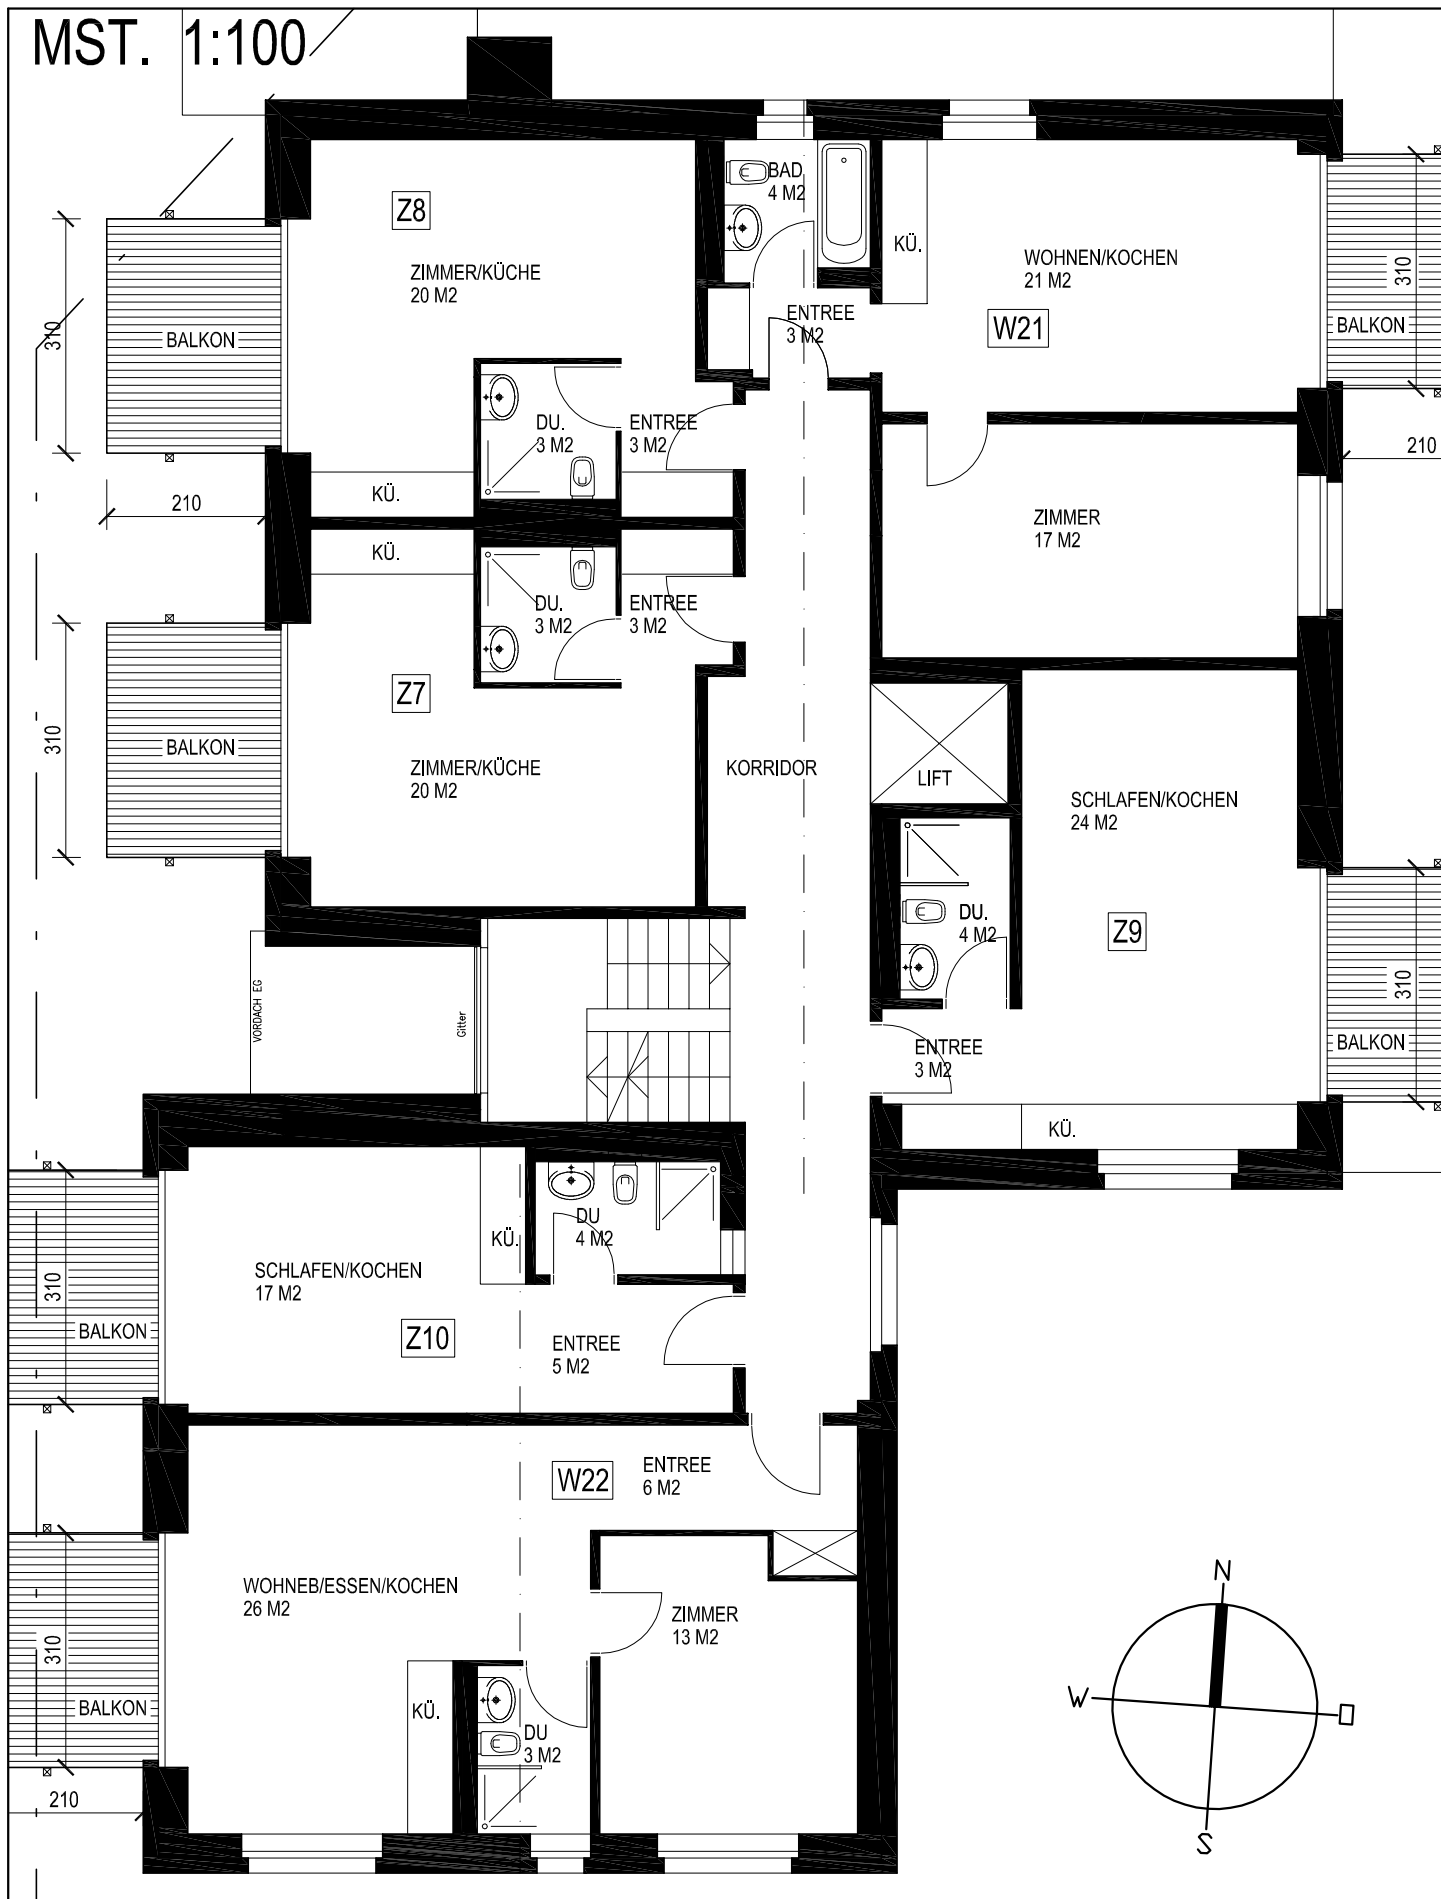 MST. 1:100
BAD
4 M2
Z8
KÜ.
WOHNEN/KOCHEN
21 M2
ZIMMER/KÜCHE
20 M2
310
310
ENTREE
3 M2
W21
BALKON
BALKON
DU.
3 M2
ENTREE
3 M2
210
KÜ.
210
ZIMMER
17 M2
KÜ.
DU.
3 M2
ENTREE
3 M2
Z7
310
BALKON
ZIMMER/KÜCHE
20 M2
KORRIDOR
LIFT
SCHLAFEN/KOCHEN
24 M2
DU.
4 M2
Z9
310
VORDACH EG
Gitter
ENTREE
3 M2
BALKON
KÜ.
DU
4 M2
KÜ.
SCHLAFEN/KOCHEN
17 M2
310
BALKON
Z10
ENTREE
5 M2
W22
ENTREE
6 M2
WOHNEB/ESSEN/KOCHEN
26 M2
ZIMMER
13 M2
310
BALKON
KÜ.
DU
3 M2
210
N
W
O
S